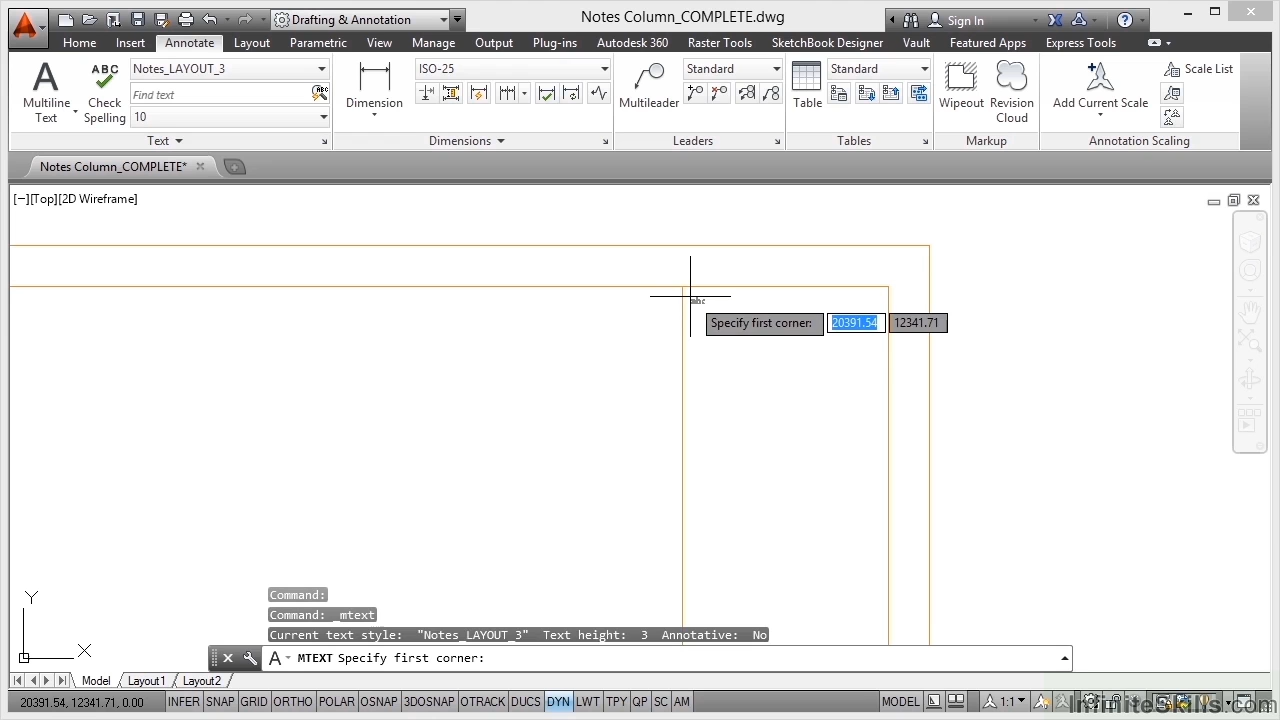 Drafting & Annotation
Notes Column_COMPLETE.dwg
Sign In
Home Insert Annotate Layout Parametric View Manage Output Plug-ins Autodesk 360 Raster Tools SketchBook Designer Vault Featured Apps Express Tools
Multiline Text
Check Spelling
Notes_LAYOUT_3
Find text
10
Dimension
ISO-25
Multileader
Standard
Table
Standard
Wipeout
Revision Cloud
Add Current Scale
Scale List
Text Dimensions Leaders Tables Markup Annotation Scaling
Notes Column_COMPLETE*
[−][Top][2D Wireframe]
abc
Specify first corner: 20391.54 12341.71
Y
X
Command:
Command: _mtext
Current text style: "Notes_LAYOUT_3" Text height: 3 Annotative: No
MTEXT Specify first corner:
Model Layout1 Layout2
20391.54, 12341.71, 0.00 INFER SNAP GRID ORTHO POLAR OSNAP 3DOSNAP OTRACK DUCS DYN LWT TPY QP SC AM MODEL 1:1
InfiniteSkills.com